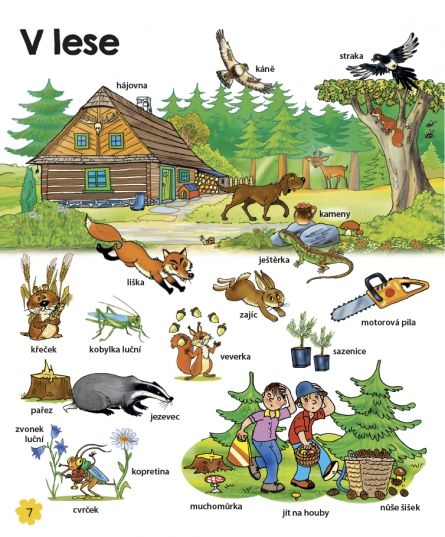 V lese
káně
straka
hájovna
kameny
ještěrka
liška
zajíc
motorová pila
křeček
kobylka luční
veverka
sazenice
pařez
jezevec
zvonek
luční
kopretina
cvrček
muchomůrka
jít na houby
nůše šišek
7